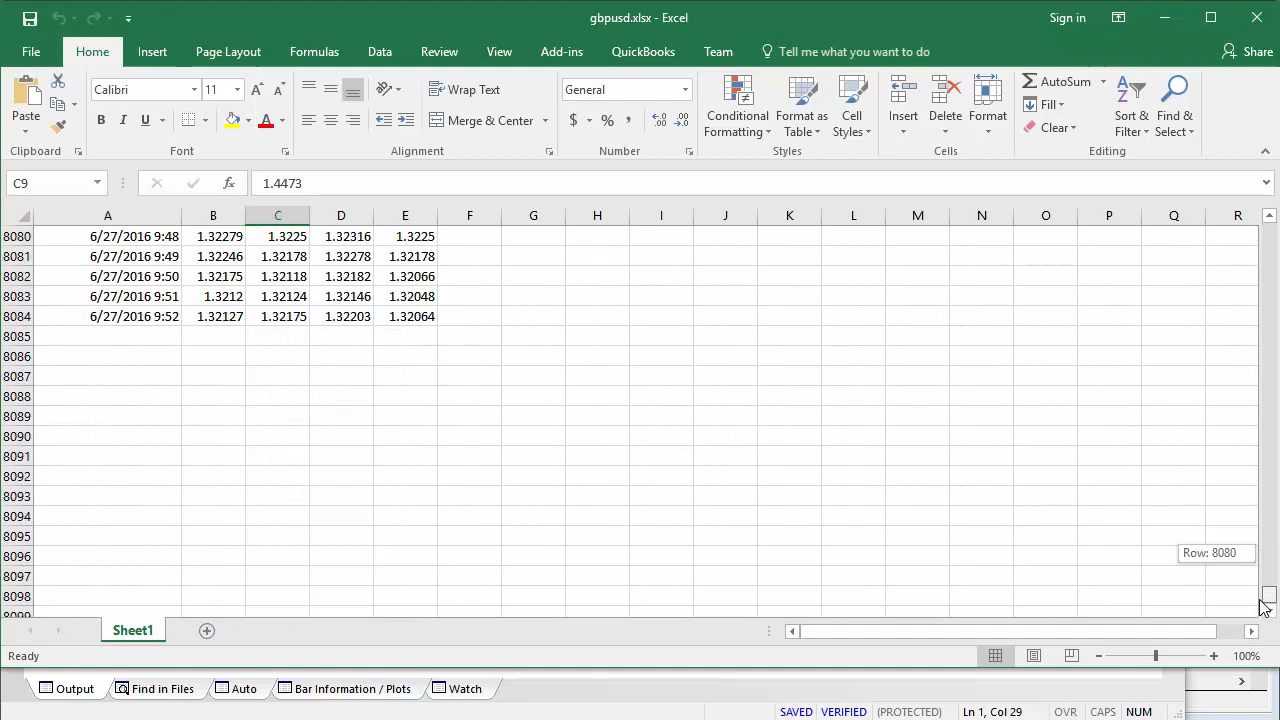 gbpusd.xlsx - Excel
Sign in
File Home Insert Page Layout Formulas Data Review View Add-ins QuickBooks Team Tell me what you want to do Share
Paste
Clipboard
Calibri 11
B I U
A A
A
Font
Wrap Text
Merge & Center
Alignment
General
$ % ,
Number
Conditional Formatting
Format as Table
Cell Styles
Styles
Insert Delete Format
Cells
AutoSum
Fill
Clear
Sort & Filter
Find & Select
Editing
C9 fx 1.4473
A B C D E F G H I J K L M N O P Q R
8080 6/27/2016 9:48 1.32279 1.3225 1.32316 1.3225
8081 6/27/2016 9:49 1.32246 1.32178 1.32278 1.32178
8082 6/27/2016 9:50 1.32175 1.32118 1.32182 1.32066
8083 6/27/2016 9:51 1.3212 1.32124 1.32146 1.32048
8084 6/27/2016 9:52 1.32127 1.32175 1.32203 1.32064
8085
8086
8087
8088
8089
8090
8091
8092
8093
8094
8095
8096 Row: 8080
8097
8098
8099
Sheet1
Ready 100%
Output Find in Files Auto Bar Information / Plots Watch
SAVED VERIFIED (PROTECTED) Ln 1, Col 29 OVR CAPS NUM